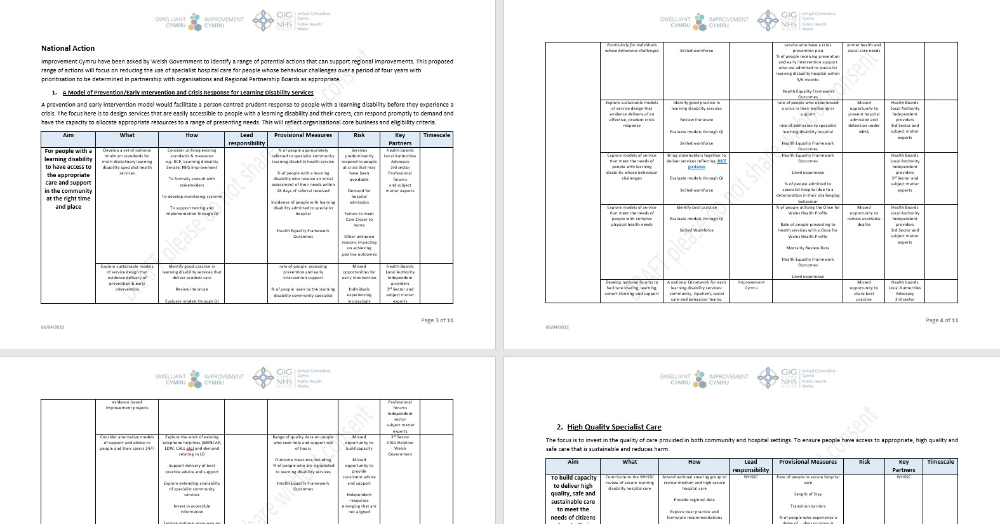 GWELLIANT IMPROVEMENT
CYMRU CYMRU
GIG
CYMRU
NHS
WALES
Iechyd Cyhoeddus
Cymru
Public Health
Wales
National Action
Improvement Cymru have been asked by Welsh Government to identify a range of potential actions that can support regional improvements. This proposed
range of actions will focus on reducing the use of specialist hospital care for people whose behaviour challenges over a period of four years with
prioritisation to be determined in partnership with organisations and Regional Partnership Boards as appropriate.
1. A Model of Prevention/Early Intervention and Crisis Response for Learning Disability Services
A prevention and early intervention model would facilitate a person centred prudent response to people with a learning disability before they experience a
crisis. The focus here is to design services that are easily accessible to people with a learning disability and their carers, can respond promptly to demand and
have the capacity to allocate appropriate resources to a range of presenting needs. This will reflect organisational core business and eligibility criteria.
Aim
What
How
Lead
responsibility
Provisional Measures
Risk
Key
Partners
Timescale
For people with a
learning disability
to have access to
the appropriate
care and support
in the community
at the right time
and place
Develop a set of national
minimum standards for
multi-disciplinary learning
disability specialist health
services
Consider utilising existing
standards & measures
e.g. RCP, Learning disbaility
Senate, NHS Improvement
To formally consult with
stakeholders
To develop monitoring systems
To support testing and
implementation through QI
% of people appropriately
referred to specialist community
learning disability health service
% of people with a learning
disability who receive an initial
assessment of their needs within
28 days of referral received
Incidence of people with learning
disability admitted to specialist
hospital
Health Equality Framework
Outcomes
Services
predominantly
respond to people
at crisis that may
have been
avoidable
Demand for
hospital
admission
Failure to meet
Care Closer to
home
Other unknown
reasons impacting
on achieving
positive outcomes
Health boards
Local Authorities
Advocacy
3rd sector
Professional
forums
and subject
matter experts
Explore sustainable models
of service design that
evidence delivery of
prevention & early
intervention
Identify good practice in
learning disability services that
deliver prudent care
Review literature
Evaluate models through QI
rate of people accessing
prevention and early
intervention support
% of people seen by the learning
disability community specialist
Missed
opportunities for
early intervention
Individuals
experiencing
increasingly
Health Boards
Local Authority
Independent
providers
3rd Sector and
subject matter
experts
DRAFT please do not share without consent
Page 3 of 11
06/04/2022
GWELLIANT IMPROVEMENT
CYMRU CYMRU
GIG
CYMRU
NHS
WALES
Iechyd Cyhoeddus
Cymru
Public Health
Wales
Particularly for individuals
whose behaviour challenges
Skilled workforce
service who have a crisis
prevention plan
% of people receiving prevention
and early intervention support
who are admitted to specialist
learning disbaility hospital within
3/6 months
Health Equality Framework
Outcomes
unmet health and
social care needs
Explore sustainable models
of service design that
evidence delivery of an
effective, prudent crisis
response
Identify good practice in
learning disability services
Review literature
Evaluate models through QI
Skilled workforce
rate of people who experienced
a crisis in their wellbeing or
support
rate of admission to specialist
learning disability hospital
Health Equality Framework
Outcomes
Missed
opportunity to
prevent hospital
admission and
detention under
MHA
Health Boards
Local Authority
Independent
providers
3rd Sector and
subject matter
experts
Explore models of service
that meet the needs of
people with learning
disability whose behaviour
challenges
Bring stakeholders together to
deliver services reflecting NICE
guidance
Evaluate models through QI
Skilled workforce
Health Equality Framework
Outcomes
Lived experience
% of people admitted to
specialist hospital due to a
deterioration in their challenging
behaviour
Health Boards
Local Authority
Independent
providers
3rd Sector and
subject matter
experts
Explore models of service
that meet the needs of
people with complex
physical health needs
Identify best practice
Evaluate models through QI
Skilled Workforce
% of people utilising the Once for
Wales Health Profile
Rate of people presenting to
health services with a Once for
Wales Health Profile
Mortality Review Data
Health Equality Framework
Outcomes
Lived experience
Missed
opportunity to
reduce avoidable
deaths
Health Boards
Local Authority
Independent
providers
3rd Sector and
subject matter
experts
Develop national forums to
facilitate sharing, learning,
cohort thinking and support
A national QI network for each
learning disability services:
community, inpatient, social
care and behaviour teams.
Improvement
Cymru
Missed
opportunity to
share best
practice
Health boards
Local Authorities
Advocacy
3rd sector
DRAFT please do not share without consent
Page 4 of 11
06/04/2022
GWELLIANT IMPROVEMENT
CYMRU CYMRU
GIG
CYMRU
NHS
WALES
Iechyd Cyhoeddus
Cymru
Public Health
Wales
evidence based
improvement projects
Professional
forums
Independent
sector
subject matter
experts
Consider alternative models
of support and advice to
people and their carers 24/7
Explore the work of existing
telephone helplines (MENCAP,
LDW, CALL etc) and demand
relating to LD
Support delivery of best
practice advice and support
Explore extending availability
of specialist community
services
Invest in accessible
information
Explore national resources on
Range of quality data on people
who seek help and support out
of hours
Outcome measures including
% of people who are signposted
to learning disability services
Health Equality Framework
Outcomes
Missed
opportunity to
build capacity
Missed
opportunity to
provide
consistent advice
and support
Independent
resources
emerging that are
not aligned
3rd Sector
CALL Helpline
Welsh
Government
share without consent
GWELLIANT IMPROVEMENT
CYMRU CYMRU
GIG
CYMRU
NHS
WALES
Iechyd Cyhoeddus
Cymru
Public Health
Wales
2. High Quality Specialist Care
The focus is to invest in the quality of care provided in both community and hospital settings. To ensure people have access to appropriate, high quality and
safe care that is sustainable and reduces harm.
Aim
What
How
Lead
responsibility
Provisional Measures
Risk
Key
Partners
Timescale
To build capacity
to deliver high
quality, safe and
sustainable care
to meet the
needs of citizens
Contribute to the WHSSC
review of secure learning
disability hospital care
Attend national steering group to
review medium and high secure
hospital care
Provide regional data
Explore best practice and
formulate recommendations
WHSSC
Rate of people in secure hospital
care
Length of Stay
Transition barriers
% of people who experience a
delay of days or more in
WHSSC
consent